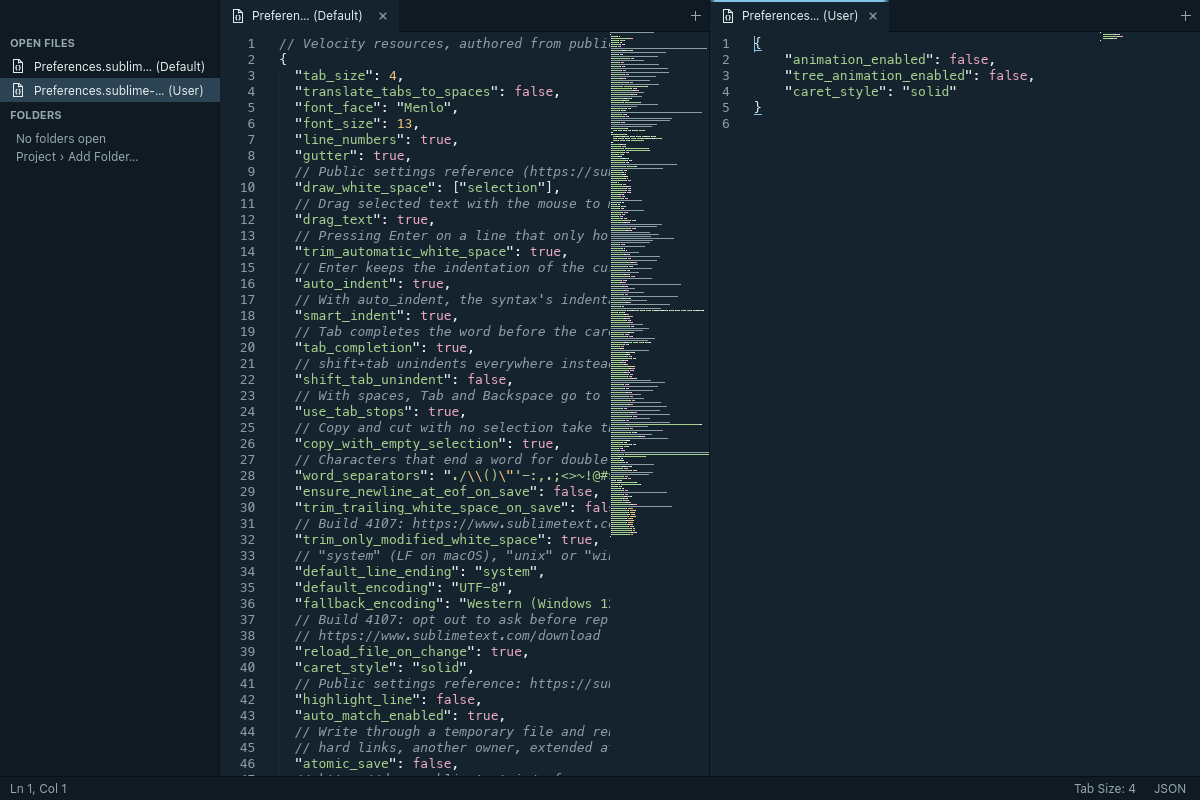 OPEN FILES
Preferences.sublim... (Default)
Preferences.sublime-... (User)
FOLDERS
No folders open
Project › Add Folder...
Preferen... (Default)
1 // Velocity resources, authored from publi
2 {
3 "tab_size": 4,
4 "translate_tabs_to_spaces": false,
5 "font_face": "Menlo",
6 "font_size": 13,
7 "line_numbers": true,
8 "gutter": true,
9 // Public settings reference (https://su
10 "draw_white_space": ["selection"],
11 // Drag selected text with the mouse to
12 "drag_text": true,
13 // Pressing Enter on a line that only ho
14 "trim_automatic_white_space": true,
15 // Enter keeps the indentation of the cu
16 "auto_indent": true,
17 // With auto_indent, the syntax's indent
18 "smart_indent": true,
19 // Tab completes the word before the car
20 "tab_completion": true,
21 // shift+tab unindents everywhere instea
22 "shift_tab_unindent": false,
23 // With spaces, Tab and Backspace go to
24 "use_tab_stops": true,
25 // Copy and cut with no selection take t
26 "copy_with_empty_selection": true,
27 // Characters that end a word for double
28 "word_separators": "./\\()\"'-:,.;<>~!@#
29 "ensure_newline_at_eof_on_save": false,
30 "trim_trailing_white_space_on_save": fal
31 // Build 4107: https://www.sublimetext.c
32 "trim_only_modified_white_space": true,
33 // "system" (LF on macOS), "unix" or "wi
34 "default_line_ending": "system",
35 "default_encoding": "UTF-8",
36 "fallback_encoding": "Western (Windows 1
37 // Build 4107: opt out to ask before rep
38 // https://www.sublimetext.com/download
39 "reload_file_on_change": true,
40 "caret_style": "solid",
41 // Public settings reference: https://su
42 "highlight_line": false,
43 "auto_match_enabled": true,
44 // Write through a temporary file and re
45 // hard links, another owner, extended a
46 "atomic_save": false,
Preferences... (User)
1 {
2 "animation_enabled": false,
3 "tree_animation_enabled": false,
4 "caret_style": "solid"
5 }
6
Ln 1, Col 1
Tab Size: 4
JSON